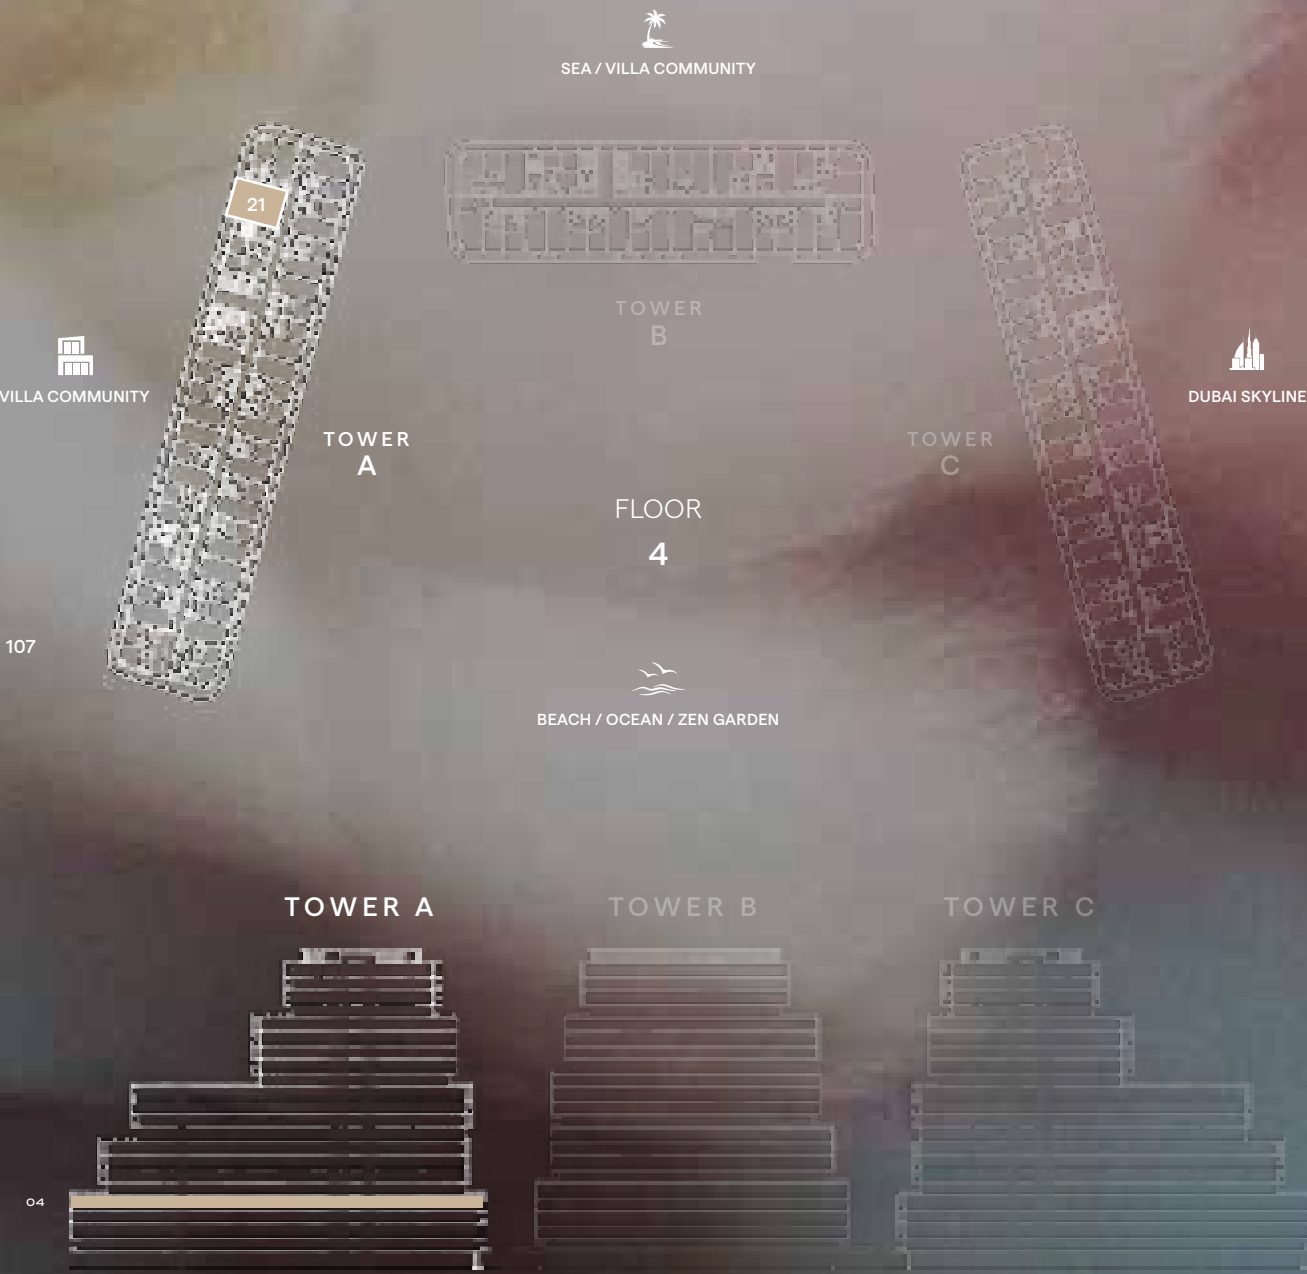 SEA / VILLA COMMUNITY
21
TOWER
B
VILLA COMMUNITY
DUBAI SKYLINE
TOWER
A
TOWER
C
FLOOR
4
107
BEACH / OCEAN / ZEN GARDEN
TOWER A
TOWER B
TOWER C
04